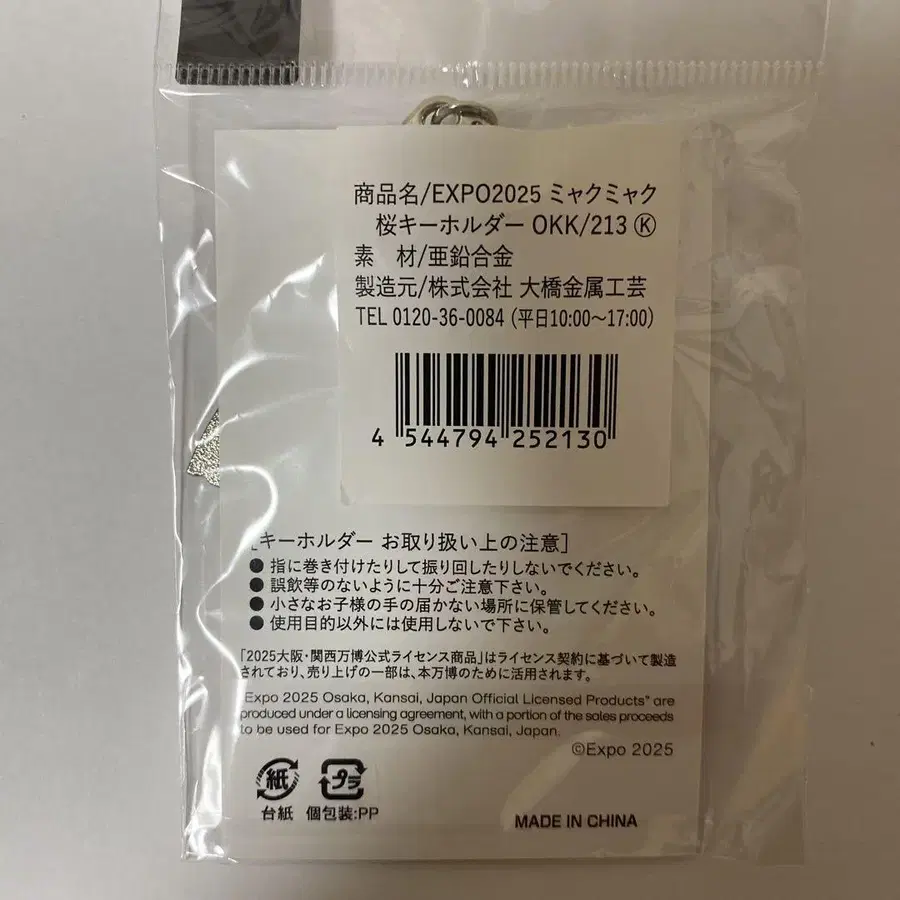 商品名/EXPO2025 ミャクミャク
桜キーホルダー OKK/213 Ⓚ
素　材/亜鉛合金
製造元/株式会社 大橋金属工芸
TEL 0120-36-0084 (平日10:00～17:00)
4 544794 252130
[キーホルダー お取り扱い上の注意]
● 指に巻き付けたりして振り回したりしないでください。
● 誤飲等のないように十分ご注意下さい。
● 小さなお子様の手の届かない場所に保管してください。
● 使用目的以外には使用しないで下さい。
「2025大阪・関西万博公式ライセンス商品」はライセンス契約に基づいて製造
されており、売り上げの一部は、本万博のために活用されます。
"Expo 2025 Osaka, Kansai, Japan Official Licensed Products" are
produced under a licensing agreement, with a portion of the sales proceeds
to be used for Expo 2025 Osaka, Kansai, Japan.
©Expo 2025
紙 プラ
台紙 個包装:PP
MADE IN CHINA